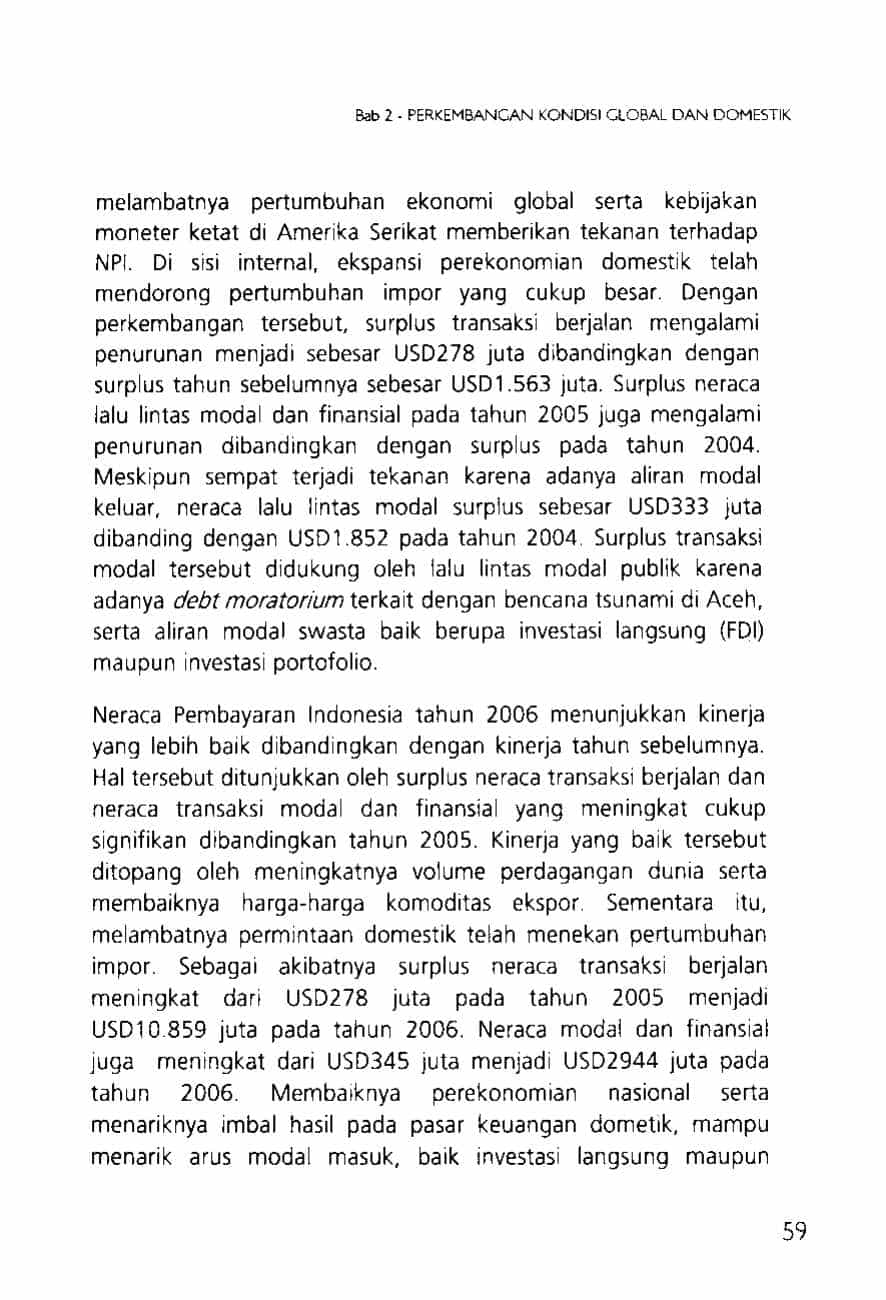 Bab 2 - PERKEMBANGAN KONDISI GLOBAL DAN DOMESTIK
melambatnya pertumbuhan ekonomi global serta kebijakan
moneter ketat di Amerika Serikat memberikan tekanan terhadap
NPI. Di sisi internal, ekspansi perekonomian domestik telah
mendorong pertumbuhan impor yang cukup besar. Dengan
perkembangan tersebut, surplus transaksi berjalan mengalami
penurunan menjadi sebesar USD278 juta dibandingkan dengan
surplus tahun sebelumnya sebesar USD1.563 juta. Surplus neraca
lalu lintas modal dan finansial pada tahun 2005 juga mengalami
penurunan dibandingkan dengan surplus pada tahun 2004.
Meskipun sempat terjadi tekanan karena adanya aliran modal
keluar, neraca lalu lintas modal surplus sebesar USD333 juta
dibanding dengan USD1.852 pada tahun 2004. Surplus transaksi
modal tersebut didukung oleh lalu lintas modal publik karena
adanya debt moratorium terkait dengan bencana tsunami di Aceh,
serta aliran modal swasta baik berupa investasi langsung (FDI)
maupun investasi portofolio.
Neraca Pembayaran Indonesia tahun 2006 menunjukkan kinerja
yang lebih baik dibandingkan dengan kinerja tahun sebelumnya.
Hal tersebut ditunjukkan oleh surplus neraca transaksi berjalan dan
neraca transaksi modal dan finansial yang meningkat cukup
signifikan dibandingkan tahun 2005. Kinerja yang baik tersebut
ditopang oleh meningkatnya volume perdagangan dunia serta
membaiknya harga-harga komoditas ekspor. Sementara itu,
melambatnya permintaan domestik telah menekan pertumbuhan
impor. Sebagai akibatnya surplus neraca transaksi berjalan
meningkat dari USD278 juta pada tahun 2005 menjadi
USD10.859 juta pada tahun 2006. Neraca modal dan finansial
juga meningkat dari USD345 juta menjadi USD2944 juta pada
tahun 2006. Membaiknya perekonomian nasional serta
menariknya imbal hasil pada pasar keuangan dometik, mampu
menarik arus modal masuk, baik investasi langsung maupun
59